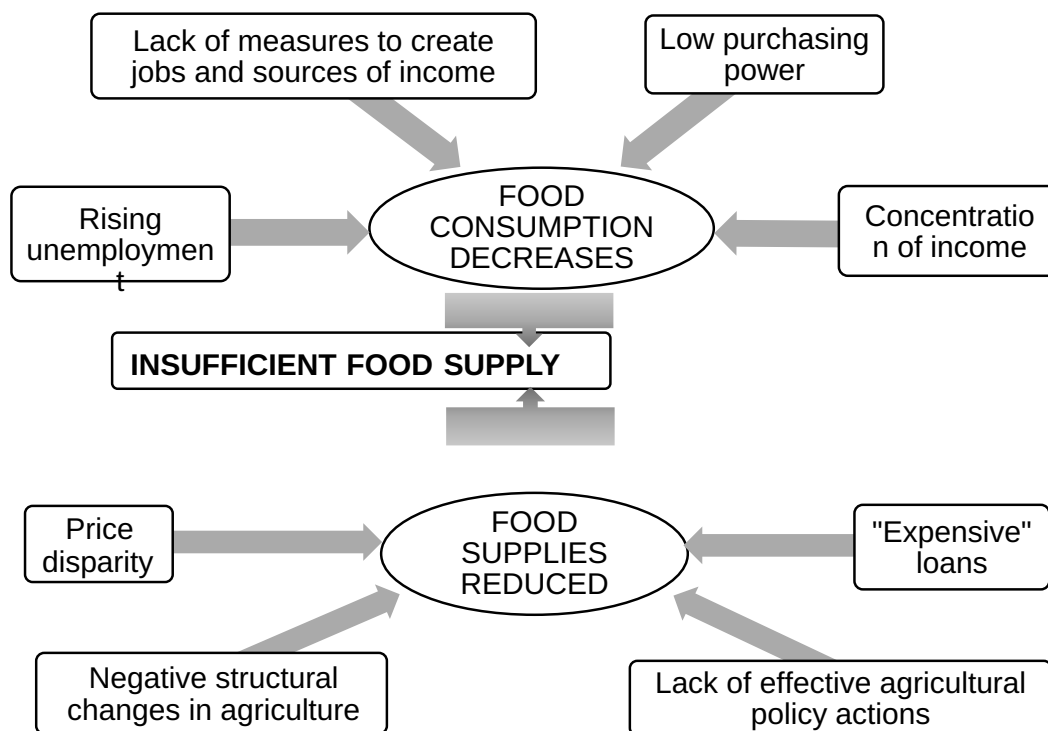 Lack of measures to create
jobs and sources of income
Low purchasing
power
Rising
unemploymen
t
FOOD
CONSUMPTION
DECREASES
Concentratio
n of income
INSUFFICIENT FOOD SUPPLY
Price
disparity
FOOD
SUPPLIES
REDUCED
"Expensive"
loans
Negative structural
changes in agriculture
Lack of effective agricultural
policy actions